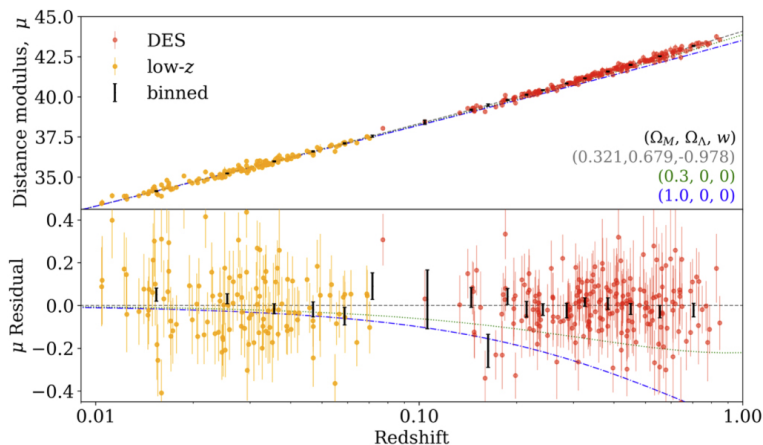 45.0
42.5
40.0
37.5
35.0
Distance modulus, μ
DES
low-z
binned
(Ω_M, Ω_Λ, w)
(0.321,0.679,-0.978)
(0.3, 0, 0)
(1.0, 0, 0)
0.4
0.2
0.0
−0.2
−0.4
μ Residual
0.01
0.10
1.00
Redshift